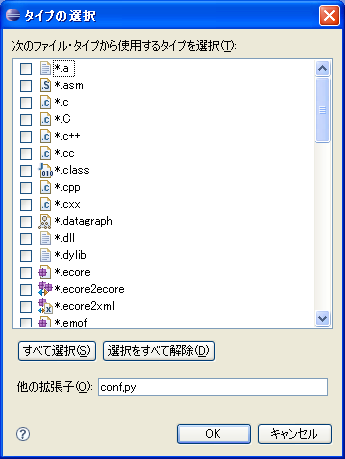 タイプの選択
次のファイル・タイプから使用するタイプを選択(T):
*.a
*.asm
*.c
*.C
*.c++
*.cc
*.class
*.cpp
*.cxx
*.datagraph
*.dll
*.dylib
*.ecore
*.ecore2ecore
*.ecore2xml
*.emof
すべて選択(S) 選択をすべて解除(D)
他の拡張子(O): conf,py
OK キャンセル